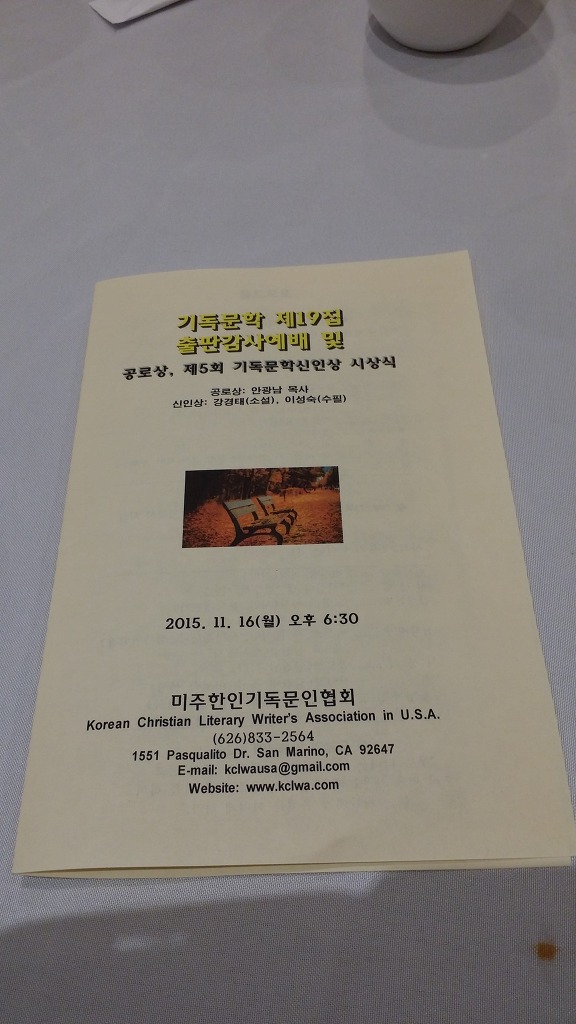 기독문학 제19집
출판감사예배 및
공로상, 제5회 기독문학신인상 시상식
공로상: 안광남 목사
신인상: 강경태(소설), 이성숙(수필)
2015. 11. 16(월) 오후 6:30
미주한인기독문인협회
Korean Christian Literary Writer's Association in U.S.A.
(626)833-2564
1551 Pasqualito Dr. San Marino, CA 92647
E-mail: kclwausa@gmail.com
Website: www.kclwa.com